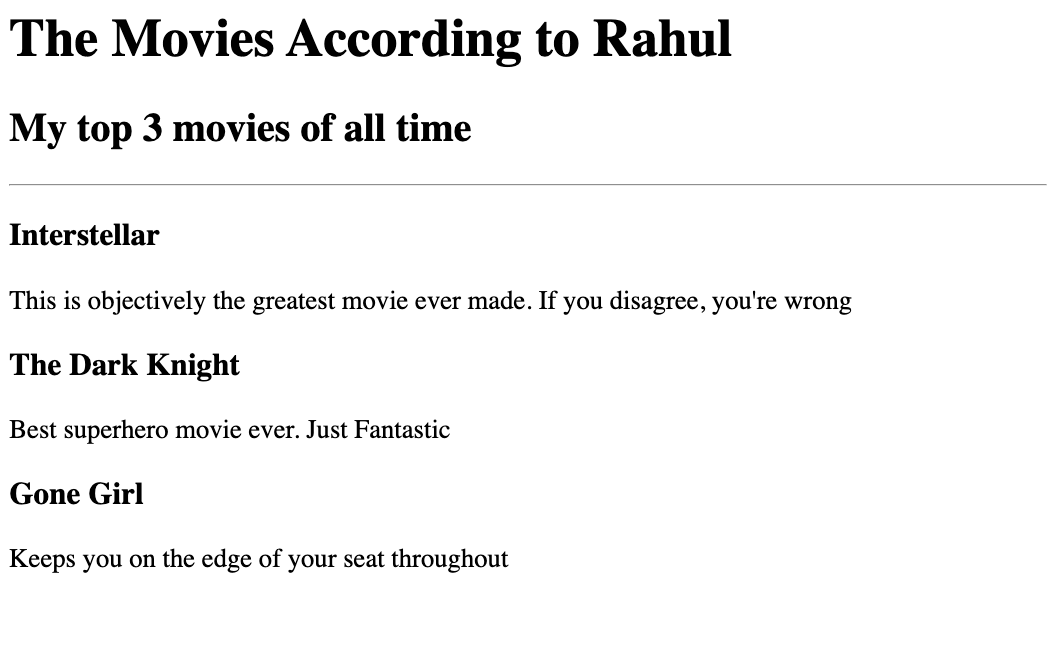 The Movies According to Rahul
My top 3 movies of all time
Interstellar
This is objectively the greatest movie ever made. If you disagree, you're wrong
The Dark Knight
Best superhero movie ever. Just Fantastic
Gone Girl
Keeps you on the edge of your seat throughout